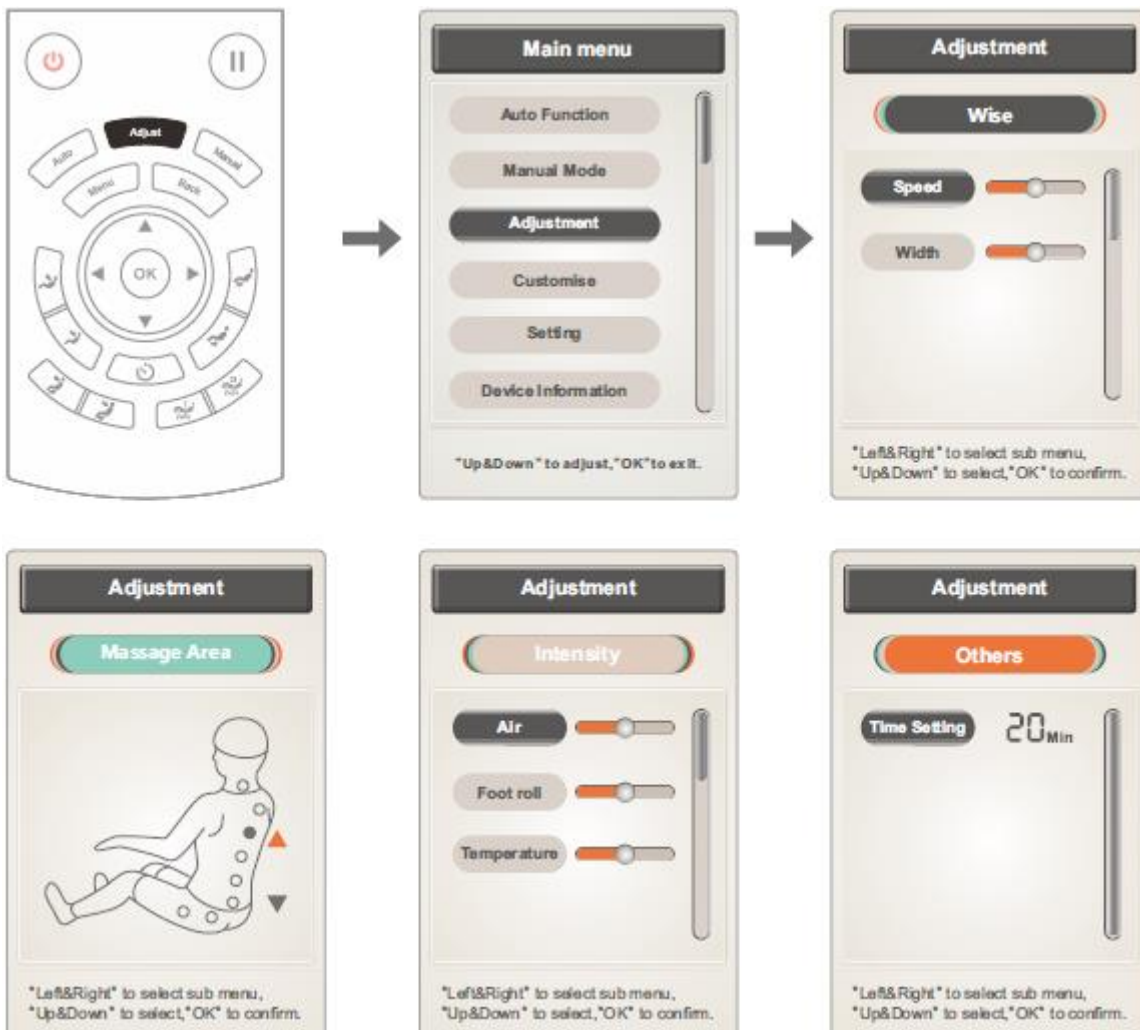 Adjust
Auto
Manual
Menu
Back
OK
Main menu
Auto Function
Manual Mode
Adjustment
Customise
Setting
Device Information
"Up&Down" to adjust,"OK"to exit.
Adjustment
Wise
Speed
Width
"Left&Right" to select sub menu,
"Up&Down" to select,"OK" to confirm.
Adjustment
Massage Area
"Left&Right" to select sub menu,
"Up&Down" to select,"OK" to confirm.
Adjustment
Intensity
Air
Foot roll
Temperature
"Left&Right" to select sub menu,
"Up&Down" to select,"OK" to confirm.
Adjustment
Others
Time Setting 20 Min
"Left&Right" to select sub menu,
"Up&Down" to select,"OK" to confirm.